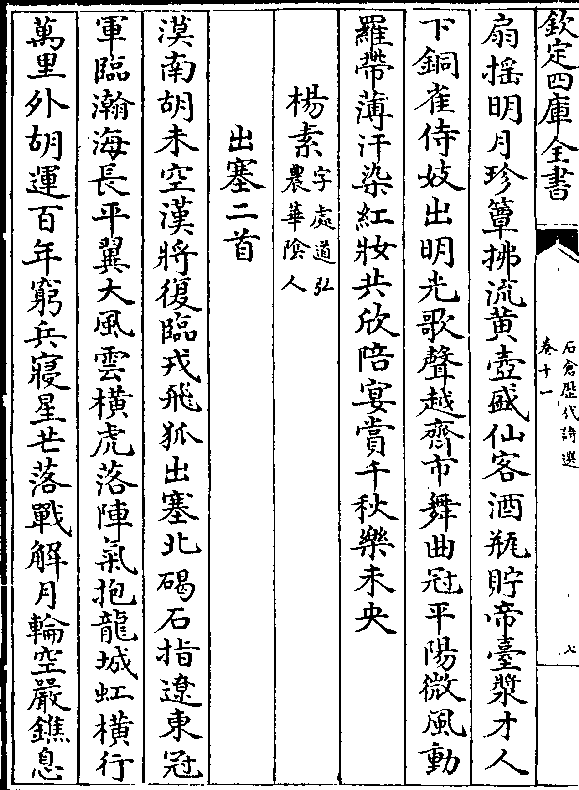 欽定四庫全書
石倉歷代詩選
卷十一
七
扇摇明月珍簟拂流黄壺盛仙客酒瓶貯帝臺漿才人
下銅雀侍妓出明光歌聲越齊市舞曲冠平陽微風動
羅帶薄汗染紅妝共欣陪宴賞千秋樂未央
楊素字處道弘
農華陰人
出塞二首
漠南胡未空漢將復臨戎飛狐出塞北碣石指遼東冠
軍臨瀚海長平翼大風雲横虎落陣氣抱龍城虹横行
萬里外胡運百年窮兵寢星芒落戰解月輪空嚴鐎息